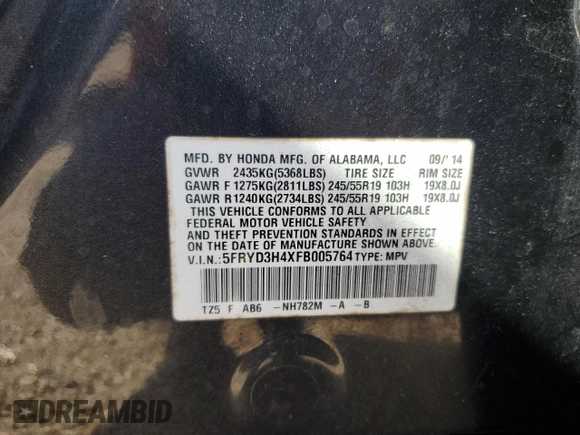 MFD. BY HONDA MFG. OF ALABAMA, LLC 09/'14
GVWR 2435KG(5368LBS) TIRE SIZE RIM SIZE
GAWR F 1275KG(2811LBS) 245/55R19 103H 19X8.0J
GAWR R 1240KG(2734LBS) 245/55R19 103H 19X8.0J
THIS VEHICLE CONFORMS TO ALL APPLICABLE
FEDERAL MOTOR VEHICLE SAFETY
AND THEFT PREVENTION STANDARDS IN EFFECT
ON THE DATE OF MANUFACTURE SHOWN ABOVE.
V.I.N.: 5FRYD3H4XFB005764 TYPE: MPV
TZ5 F AB6 -NH782M -A -B
DREAMBID